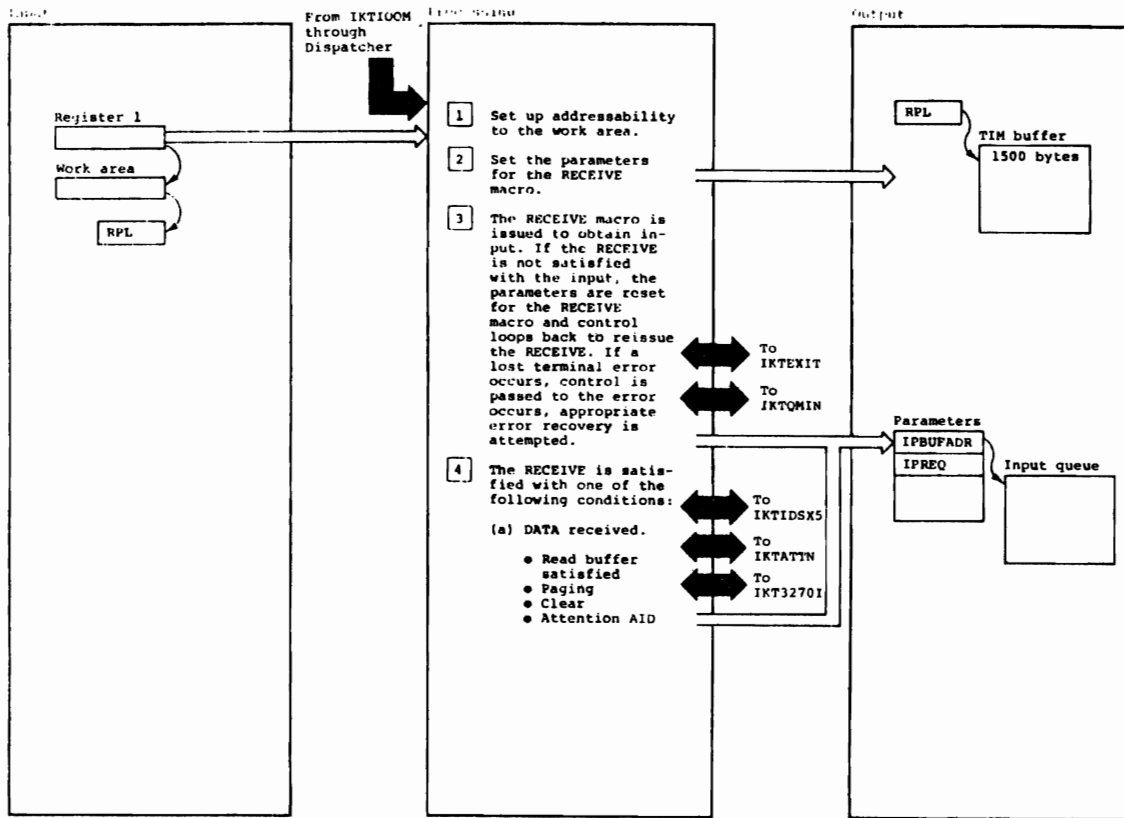 Input
Processing
Output
From IKTIOOM
through
Dispatcher
Register 1
Work area
RPL
1 Set up addressability
to the work area.
2 Set the parameters
for the RECEIVE
macro.
3 The RECEIVE macro is
issued to obtain in-
put. If the RECEIVE
is not satisfied
with the input, the
parameters are reset
for the RECEIVE
macro and control
loops back to reissue
the RECEIVE. If a
lost terminal error
occurs, control is
passed to the error
occurs, appropriate
error recovery is
attempted.
4 The RECEIVE is satis-
fied with one of the
following conditions:
(a) DATA received.
● Read buffer
satisfied
● Paging
● Clear
● Attention AID
To
IKTEXIT
To
IKTQMIN
To
IKTIDSX5
To
IKTATTN
To
IKT3270I
RPL
TIM buffer
1500 bytes
Parameters
IPBUFADR
IPREQ
Input queue